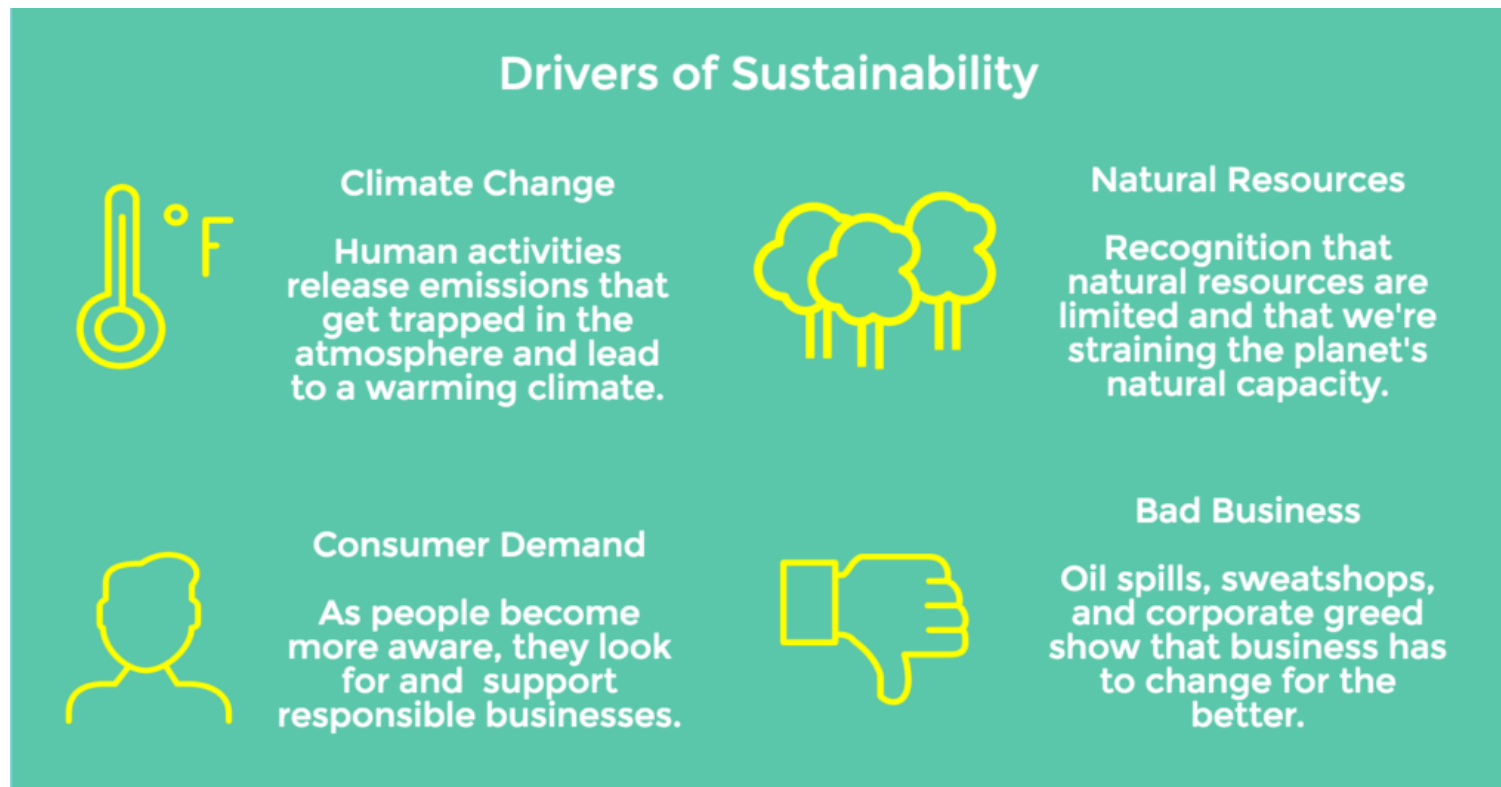 Drivers of Sustainability
Climate Change
Human activities
release emissions that
get trapped in the
atmosphere and lead
to a warming climate.
°F
Natural Resources
Recognition that
natural resources are
limited and that we're
straining the planet's
natural capacity.
Consumer Demand
As people become
more aware, they look
for and  support
responsible businesses.
Bad Business
Oil spills, sweatshops,
and corporate greed
show that business has
to change for the
better.